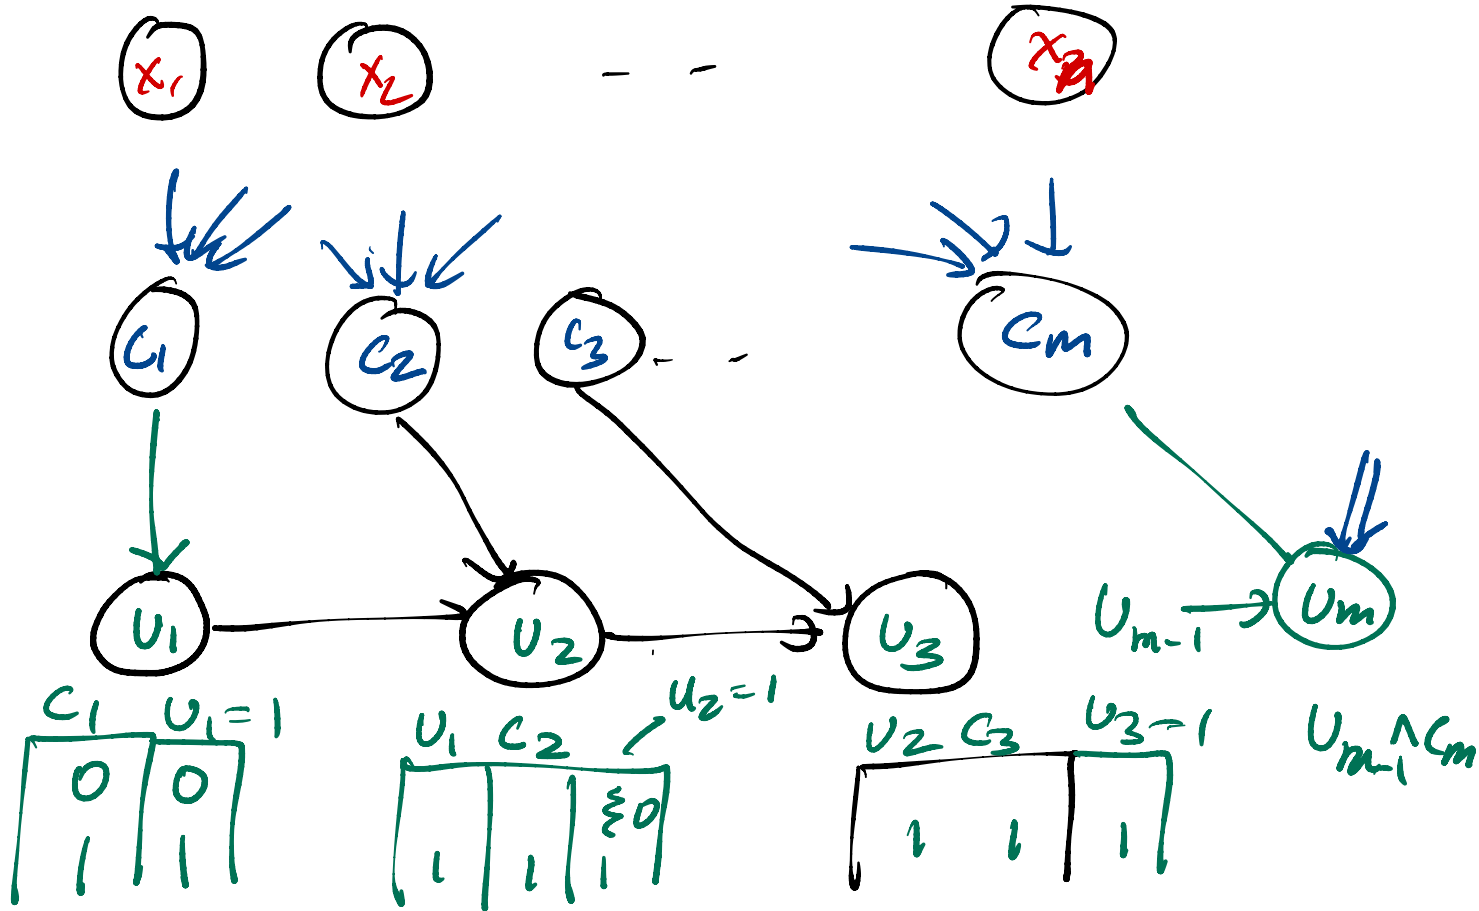 x₁ x₂ - -
C₁ C₂ C₃ - - Cₘ
U₁ U₂ U₃ Uₘ₋₁ Uₘ
C₁ U₁=1
0 0
1 1
U₁ C₂ U₂=1
0
1 1 1
U₂ C₃ U₃=1
1 1 1
Uₘ₋₁ ∧ Cₘ